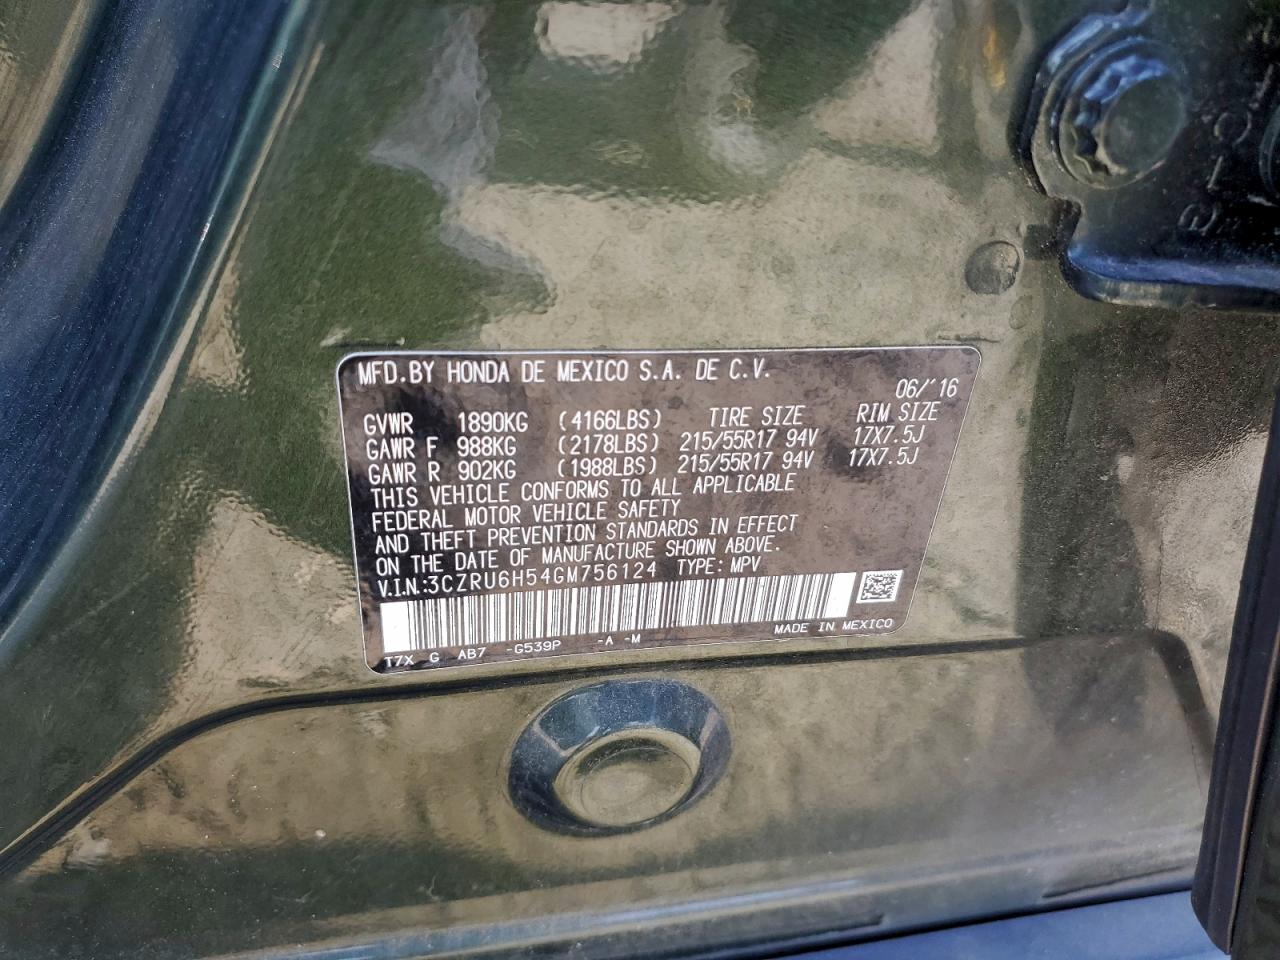 MFD.BY HONDA DE MEXICO S.A. DE C.V.
06/'16
GVWR 1890KG (4166LBS) TIRE SIZE RIM SIZE
GAWR F 988KG (2178LBS) 215/55R17 94V 17X7.5J
GAWR R 902KG (1988LBS) 215/55R17 94V 17X7.5J
THIS VEHICLE CONFORMS TO ALL APPLICABLE
FEDERAL MOTOR VEHICLE SAFETY
AND THEFT PREVENTION STANDARDS IN EFFECT
ON THE DATE OF MANUFACTURE SHOWN ABOVE.
V.I.N:3CZRU6H54GM756124 TYPE: MPV
MADE IN MEXICO
T7X G AB7 -G539P -A -M